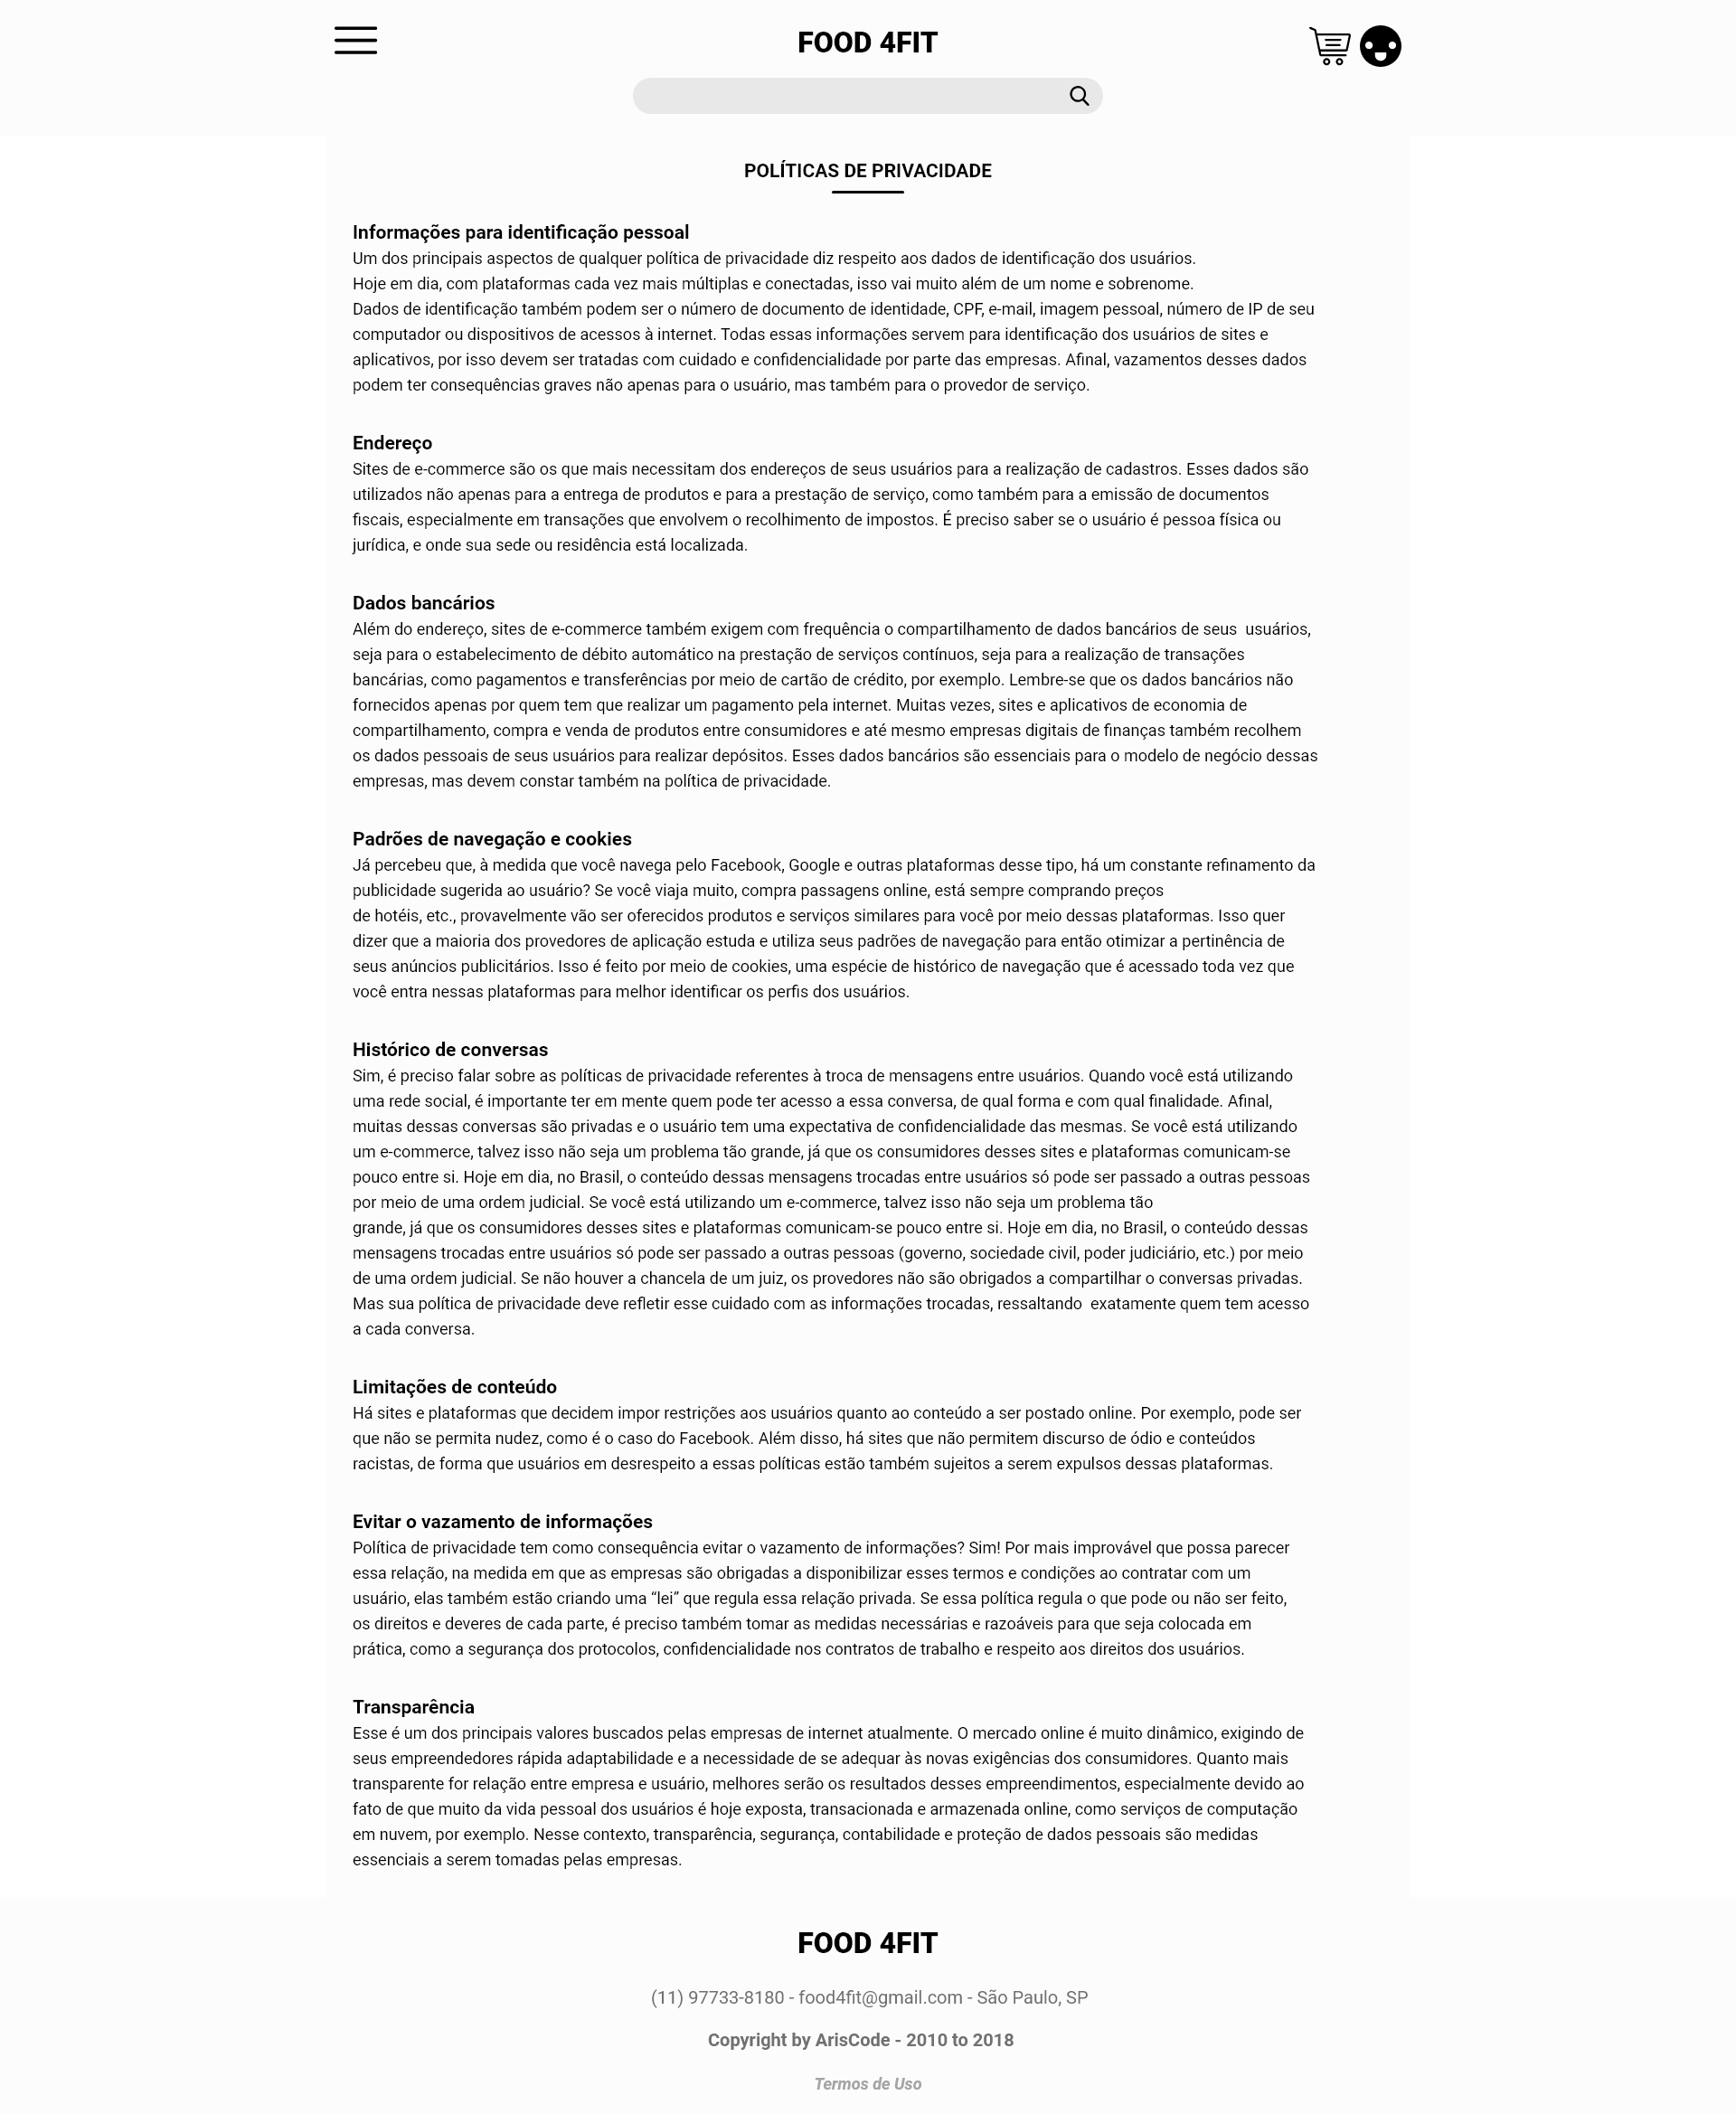 FOOD 4FIT
POLÍTICAS DE PRIVACIDADE
Informações para identificação pessoal
Um dos principais aspectos de qualquer política de privacidade diz respeito aos dados de identificação dos usuários.
Hoje em dia, com plataformas cada vez mais múltiplas e conectadas, isso vai muito além de um nome e sobrenome.
Dados de identificação também podem ser o número de documento de identidade, CPF, e-mail, imagem pessoal, número de IP de seu
computador ou dispositivos de acessos à internet. Todas essas informações servem para identificação dos usuários de sites e
aplicativos, por isso devem ser tratadas com cuidado e confidencialidade por parte das empresas. Afinal, vazamentos desses dados
podem ter consequências graves não apenas para o usuário, mas também para o provedor de serviço.
Endereço
Sites de e-commerce são os que mais necessitam dos endereços de seus usuários para a realização de cadastros. Esses dados são
utilizados não apenas para a entrega de produtos e para a prestação de serviço, como também para a emissão de documentos
fiscais, especialmente em transações que envolvem o recolhimento de impostos. É preciso saber se o usuário é pessoa física ou
jurídica, e onde sua sede ou residência está localizada.
Dados bancários
Além do endereço, sites de e-commerce também exigem com frequência o compartilhamento de dados bancários de seus  usuários,
seja para o estabelecimento de débito automático na prestação de serviços contínuos, seja para a realização de transações
bancárias, como pagamentos e transferências por meio de cartão de crédito, por exemplo. Lembre-se que os dados bancários não
fornecidos apenas por quem tem que realizar um pagamento pela internet. Muitas vezes, sites e aplicativos de economia de
compartilhamento, compra e venda de produtos entre consumidores e até mesmo empresas digitais de finanças também recolhem
os dados pessoais de seus usuários para realizar depósitos. Esses dados bancários são essenciais para o modelo de negócio dessas
empresas, mas devem constar também na política de privacidade.
Padrões de navegação e cookies
Já percebeu que, à medida que você navega pelo Facebook, Google e outras plataformas desse tipo, há um constante refinamento da
publicidade sugerida ao usuário? Se você viaja muito, compra passagens online, está sempre comprando preços
de hotéis, etc., provavelmente vão ser oferecidos produtos e serviços similares para você por meio dessas plataformas. Isso quer
dizer que a maioria dos provedores de aplicação estuda e utiliza seus padrões de navegação para então otimizar a pertinência de
seus anúncios publicitários. Isso é feito por meio de cookies, uma espécie de histórico de navegação que é acessado toda vez que
você entra nessas plataformas para melhor identificar os perfis dos usuários.
Histórico de conversas
Sim, é preciso falar sobre as políticas de privacidade referentes à troca de mensagens entre usuários. Quando você está utilizando
uma rede social, é importante ter em mente quem pode ter acesso a essa conversa, de qual forma e com qual finalidade. Afinal,
muitas dessas conversas são privadas e o usuário tem uma expectativa de confidencialidade das mesmas. Se você está utilizando
um e-commerce, talvez isso não seja um problema tão grande, já que os consumidores desses sites e plataformas comunicam-se
pouco entre si. Hoje em dia, no Brasil, o conteúdo dessas mensagens trocadas entre usuários só pode ser passado a outras pessoas
por meio de uma ordem judicial. Se você está utilizando um e-commerce, talvez isso não seja um problema tão
grande, já que os consumidores desses sites e plataformas comunicam-se pouco entre si. Hoje em dia, no Brasil, o conteúdo dessas
mensagens trocadas entre usuários só pode ser passado a outras pessoas (governo, sociedade civil, poder judiciário, etc.) por meio
de uma ordem judicial. Se não houver a chancela de um juiz, os provedores não são obrigados a compartilhar o conversas privadas.
Mas sua política de privacidade deve refletir esse cuidado com as informações trocadas, ressaltando  exatamente quem tem acesso
a cada conversa.
Limitações de conteúdo
Há sites e plataformas que decidem impor restrições aos usuários quanto ao conteúdo a ser postado online. Por exemplo, pode ser
que não se permita nudez, como é o caso do Facebook. Além disso, há sites que não permitem discurso de ódio e conteúdos
racistas, de forma que usuários em desrespeito a essas políticas estão também sujeitos a serem expulsos dessas plataformas.
Evitar o vazamento de informações
Política de privacidade tem como consequência evitar o vazamento de informações? Sim! Por mais improvável que possa parecer
essa relação, na medida em que as empresas são obrigadas a disponibilizar esses termos e condições ao contratar com um
usuário, elas também estão criando uma “lei” que regula essa relação privada. Se essa política regula o que pode ou não ser feito,
os direitos e deveres de cada parte, é preciso também tomar as medidas necessárias e razoáveis para que seja colocada em
prática, como a segurança dos protocolos, confidencialidade nos contratos de trabalho e respeito aos direitos dos usuários.
Transparência
Esse é um dos principais valores buscados pelas empresas de internet atualmente. O mercado online é muito dinâmico, exigindo de
seus empreendedores rápida adaptabilidade e a necessidade de se adequar às novas exigências dos consumidores. Quanto mais
transparente for relação entre empresa e usuário, melhores serão os resultados desses empreendimentos, especialmente devido ao
fato de que muito da vida pessoal dos usuários é hoje exposta, transacionada e armazenada online, como serviços de computação
em nuvem, por exemplo. Nesse contexto, transparência, segurança, contabilidade e proteção de dados pessoais são medidas
essenciais a serem tomadas pelas empresas.
FOOD 4FIT
(11) 97733-8180 - food4fit@gmail.com - São Paulo, SP
Copyright by ArisCode - 2010 to 2018
Termos de Uso